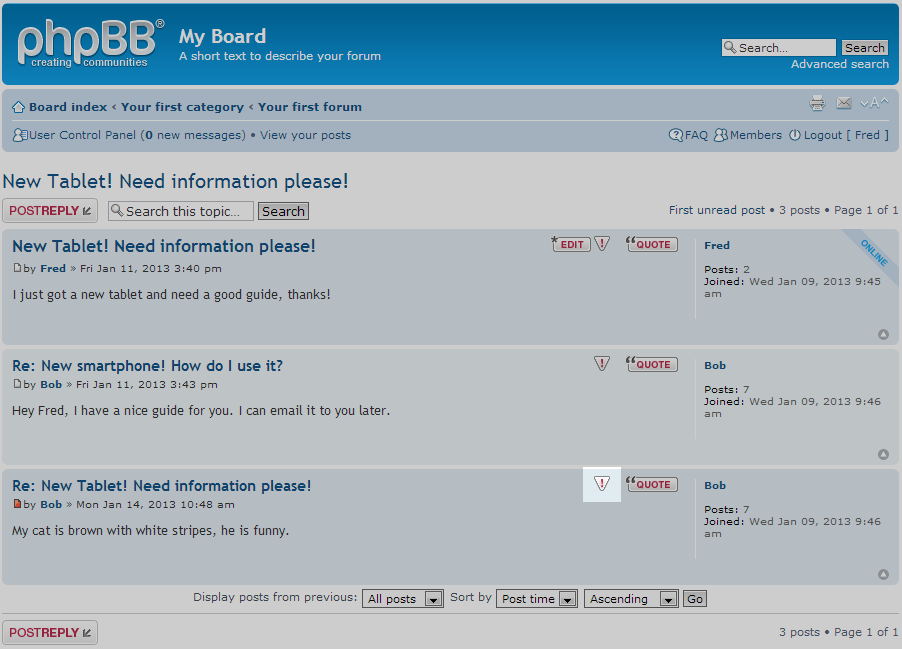 phpBB®
creating communities
My Board
A short text to describe your forum
Search...
Search
Advanced search
Board index ‹ Your first category ‹ Your first forum
A
User Control Panel (0 new messages) • View your posts
FAQ Members Logout [ Fred ]
New Tablet! Need information please!
POSTREPLY
Search this topic...
Search
First unread post • 3 posts • Page 1 of 1
New Tablet! Need information please!
*EDIT ! “QUOTE
by Fred » Fri Jan 11, 2013 3:40 pm
I just got a new tablet and need a good guide, thanks!
Fred
ONLINE
Posts: 2
Joined: Wed Jan 09, 2013 9:45
am
Re: New smartphone! How do I use it?
! “QUOTE
by Bob » Fri Jan 11, 2013 3:43 pm
Hey Fred, I have a nice guide for you. I can email it to you later.
Bob
Posts: 7
Joined: Wed Jan 09, 2013 9:46
am
Re: New Tablet! Need information please!
! “QUOTE
by Bob » Mon Jan 14, 2013 10:48 am
My cat is brown with white stripes, he is funny.
Bob
Posts: 7
Joined: Wed Jan 09, 2013 9:46
am
Display posts from previous: All posts Sort by Post time Ascending Go
POSTREPLY
3 posts • Page 1 of 1